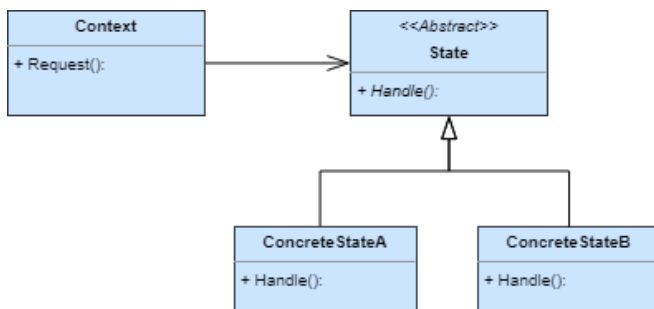 Context
+ Request():
<<Abstract>>
State
+ Handle():
ConcreteStateA
+ Handle():
ConcreteStateB
+ Handle():